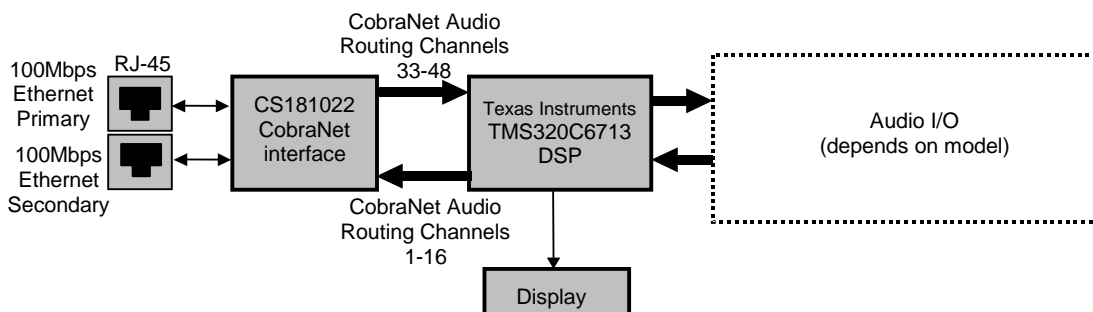 100Mbps
Ethernet
Primary
RJ-45
100Mbps
Ethernet
Secondary
CS181022
CobraNet
interface
CobraNet Audio
Routing Channels
33-48
CobraNet Audio
Routing Channels
1-16
Texas Instruments
TMS320C6713
DSP
Display
Audio I/O
(depends on model)